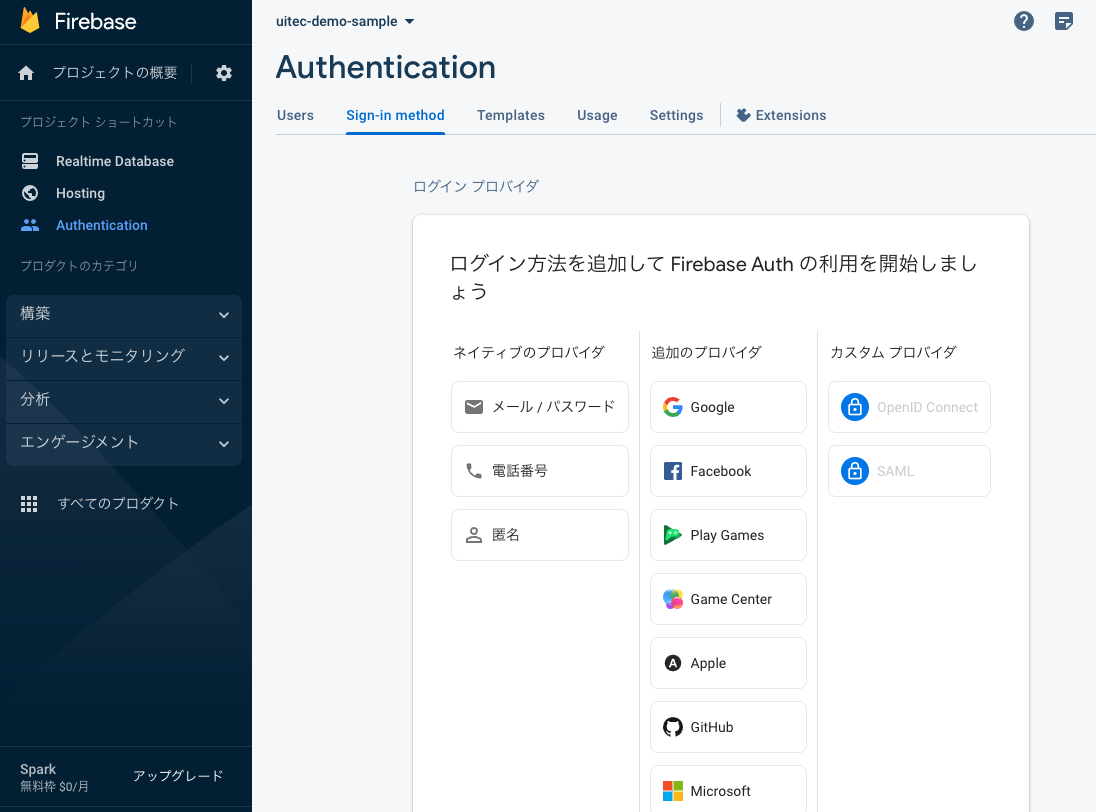 Firebase
プロジェクトの概要
プロジェクト ショートカット
Realtime Database
Hosting
Authentication
プロダクトのカテゴリ
構築
リリースとモニタリング
分析
エンゲージメント
すべてのプロダクト
Spark
無料枠 $0/月
アップグレード
uitec-demo-sample
Authentication
Users
Sign-in method
Templates
Usage
Settings
Extensions
ログイン プロバイダ
ログイン方法を追加して Firebase Auth の利用を開始しまし
ょう
ネイティブのプロバイダ
メール / パスワード
電話番号
匿名
追加のプロバイダ
Google
Facebook
Play Games
Game Center
Apple
GitHub
Microsoft
カスタム プロバイダ
OpenID Connect
SAML